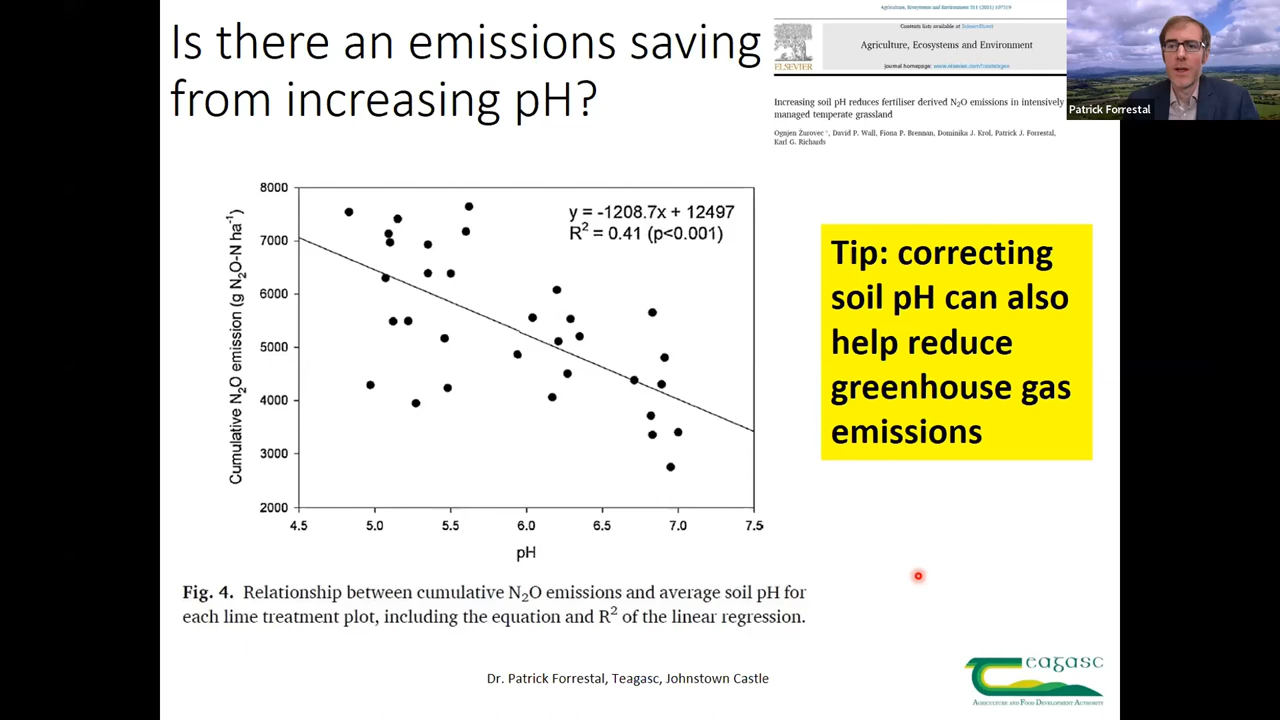 Is there an emissions saving
from increasing pH?
Agriculture, Ecosystems and Environment 311 (2021) 107319
Contents lists available at ScienceDirect
Agriculture, Ecosystems and Environment
journal homepage: www.elsevier.com/locate/agee
ELSEVIER
Increasing soil pH reduces fertiliser derived N₂O emissions in intensively
managed temperate grassland
Ognjen Žurovec *, David P. Wall, Fiona P. Brennan, Dominika J. Krol, Patrick J. Forrestal,
Karl G. Richards
Patrick Forrestal
Cumulative N₂O emission (g N₂O-N ha⁻¹)
8000
7000
6000
5000
4000
3000
2000
y = -1208.7x + 12497
R² = 0.41 (p<0.001)
4.5 5.0 5.5 6.0 6.5 7.0 7.5
pH
Tip: correcting
soil pH can also
help reduce
greenhouse gas
emissions
Fig. 4. Relationship between cumulative N₂O emissions and average soil pH for
each lime treatment plot, including the equation and R² of the linear regression.
Dr. Patrick Forrestal, Teagasc, Johnstown Castle
Teagasc
AGRICULTURE AND FOOD DEVELOPMENT AUTHORITY